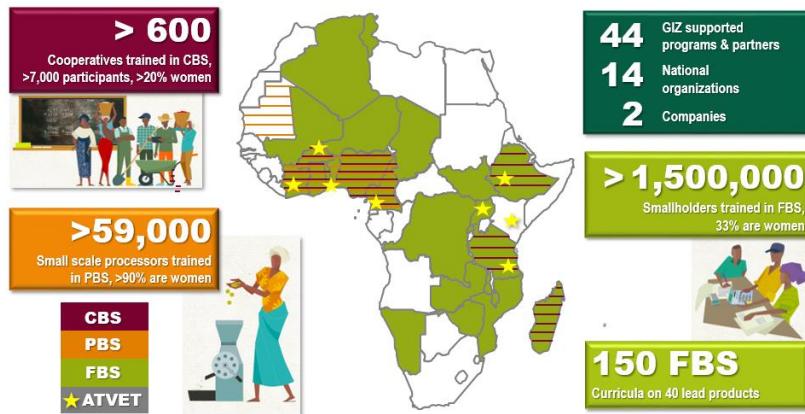 > 600
Cooperatives trained in CBS,
>7,000 participants, >20% women
>59,000
Small scale processors trained
in PBS, >90% are women
CBS
PBS
FBS
ATVET
44 GIZ supported
programs & partners
14 National
organizations
2 Companies
> 1,500,000
Smallholders trained in FBS,
33% are women
150 FBS
Curricula on 40 lead products